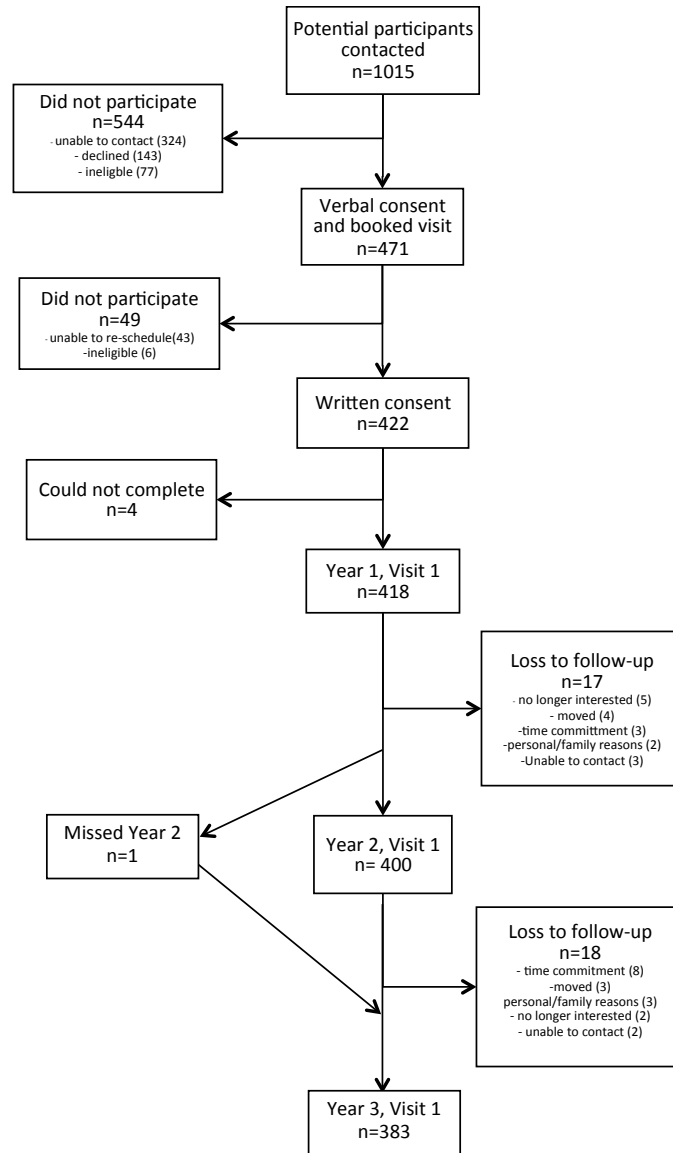 Potential participants
contacted
n=1015
Did not participate
n=544
- unable to contact (324)
- declined (143)
- ineligble (77)
Verbal consent
and booked visit
n=471
Did not participate
n=49
- unable to re-schedule(43)
-ineligible (6)
Written consent
n=422
Could not complete
n=4
Year 1, Visit 1
n=418
Loss to follow-up
n=17
- no longer interested (5)
- moved (4)
-time committment (3)
-personal/family reasons (2)
-Unable to contact (3)
Missed Year 2
n=1
Year 2, Visit 1
n= 400
Loss to follow-up
n=18
- time commitment (8)
-moved (3)
personal/family reasons (3)
- no longer interested (2)
- unable to contact (2)
Year 3, Visit 1
n=383